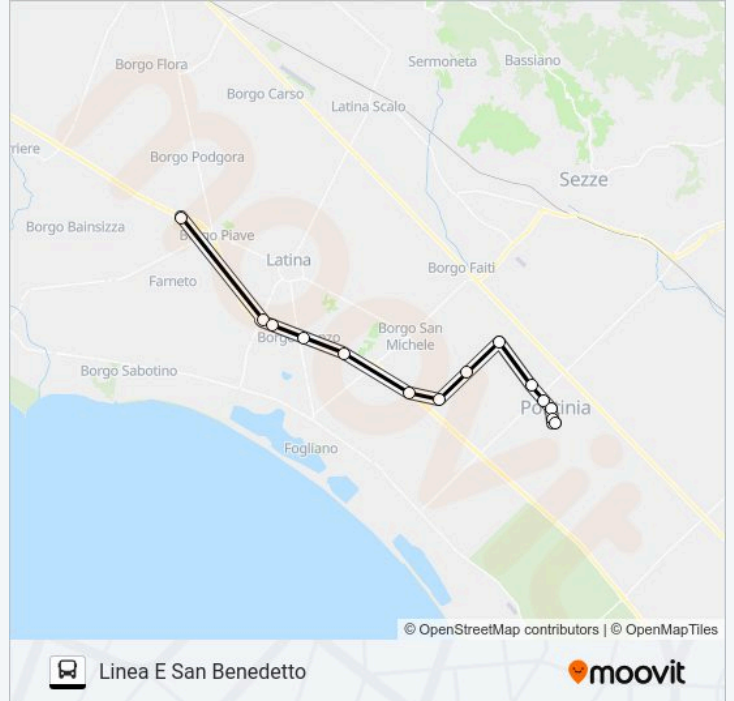 Borgo Flora
Sermoneta
Bassiano
Borgo Carso
Latina Scalo
riere
Borgo Podgora
Sezze
Borgo Bainsizza
Borgo Piave
Latina
Farneto
Borgo Faiti
Borgo San
Michele
Borgo Sabotino
Fogliano
moovit
© OpenStreetMap contributors | © OpenMapTiles
Linea E San Benedetto
moovit